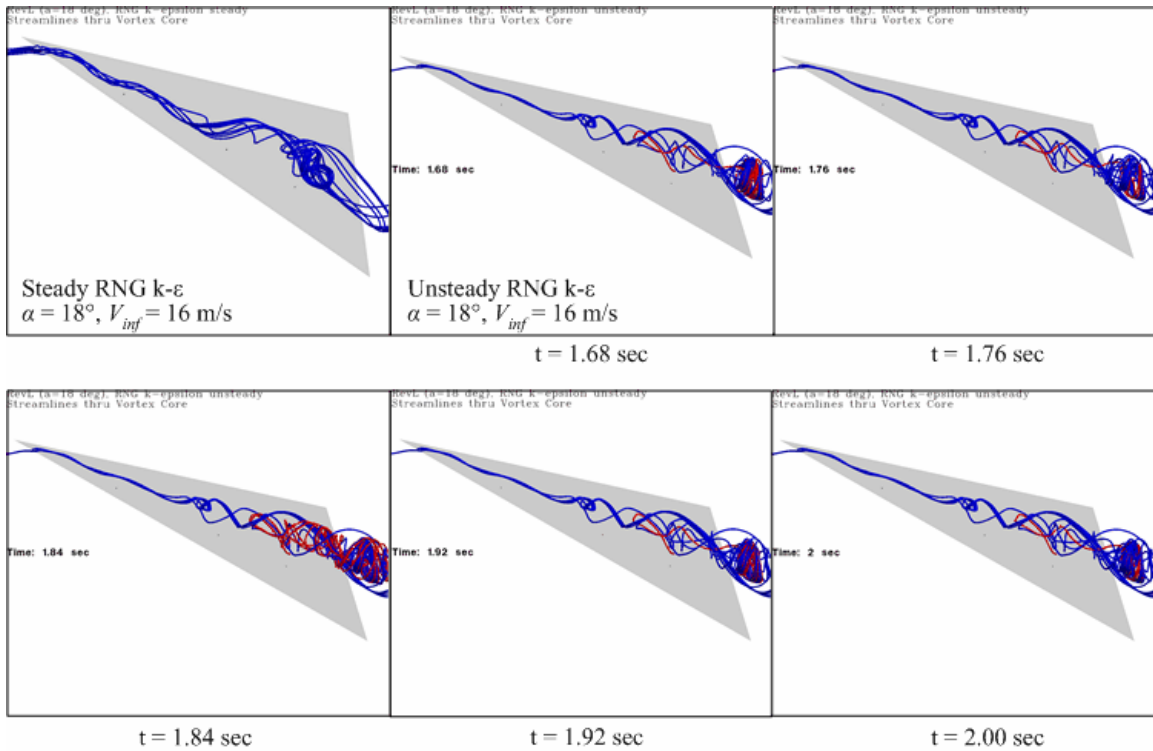 RevL (a=18 deg), RNG k-epsilon steady
Streamlines thru Vortex Core
Steady RNG k-ε
α = 18°, V_inf = 16 m/s
RevL (a=18 deg), RNG k-epsilon unsteady
Streamlines thru Vortex Core
Time: 1.68 sec
Unsteady RNG k-ε
α = 18°, V_inf = 16 m/s
t = 1.68 sec
RevL (a=18 deg), RNG k-epsilon unsteady
Streamlines thru Vortex Core
Time: 1.76 sec
t = 1.76 sec
RevL (a=18 deg), RNG k-epsilon unsteady
Streamlines thru Vortex Core
Time: 1.84 sec
t = 1.84 sec
RevL (a=18 deg), RNG k-epsilon unsteady
Streamlines thru Vortex Core
Time: 1.92 sec
t = 1.92 sec
RevL (a=18 deg), RNG k-epsilon unsteady
Streamlines thru Vortex Core
Time: 2 sec
t = 2.00 sec